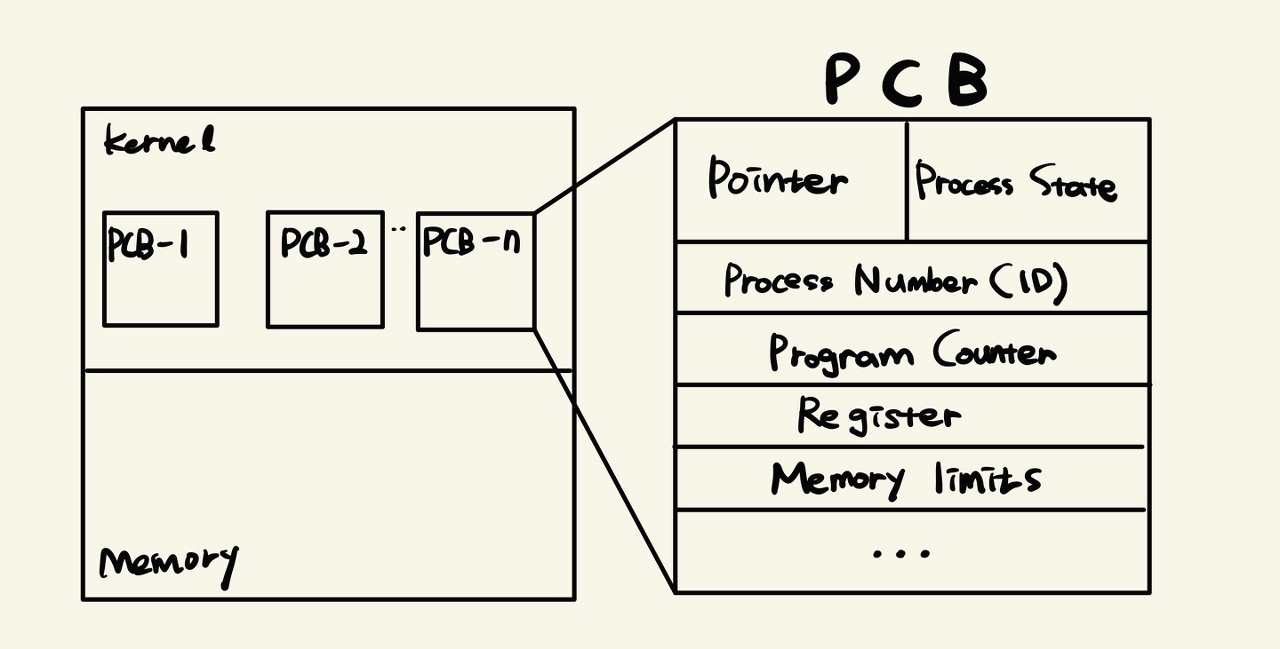 PCB
Kernel
PCB-1
PCB-2
..
PCB-n
Memory
Pointer
Process State
Process Number (ID)
Program Counter
Register
Memory limits
...